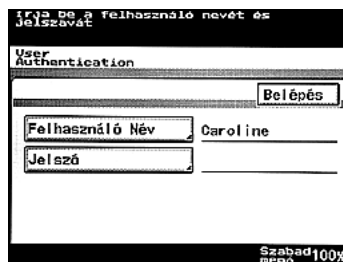 Írja be a felhasználó nevét és
Jelszavát
User
Authentication
Belépés
Felhasználó Név
Caroline
Jelszó
Szabad
memó 100%